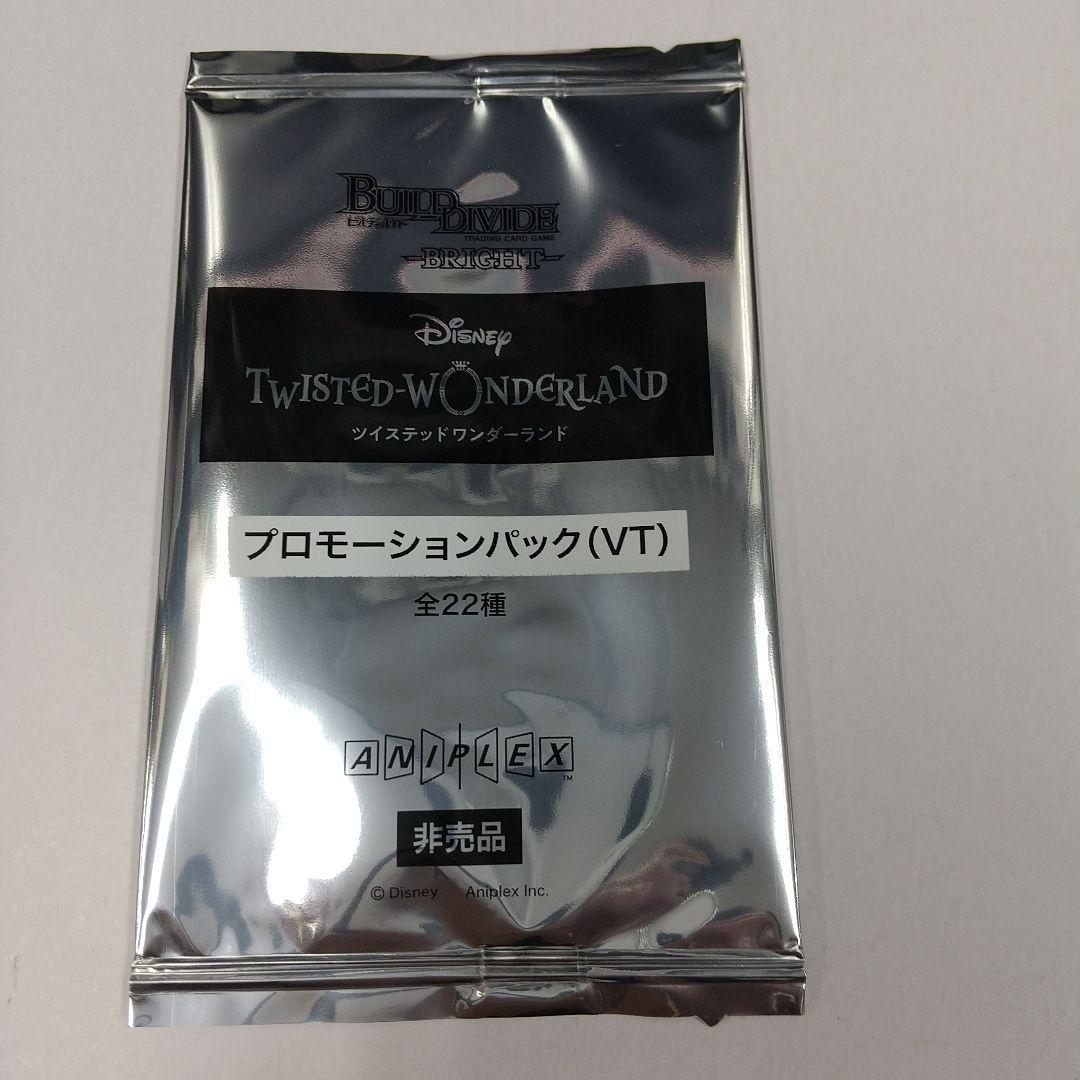 BUILD DIVIDE
ビルディバイド
TRADING CARD GAME
-BRIGHT-
Disney
TWISTED-WONDERLAND
ツイステッドワンダーランド
プロモーションパック(VT)
全22種
ANIPLEX
TM
非売品
© Disney Aniplex Inc.